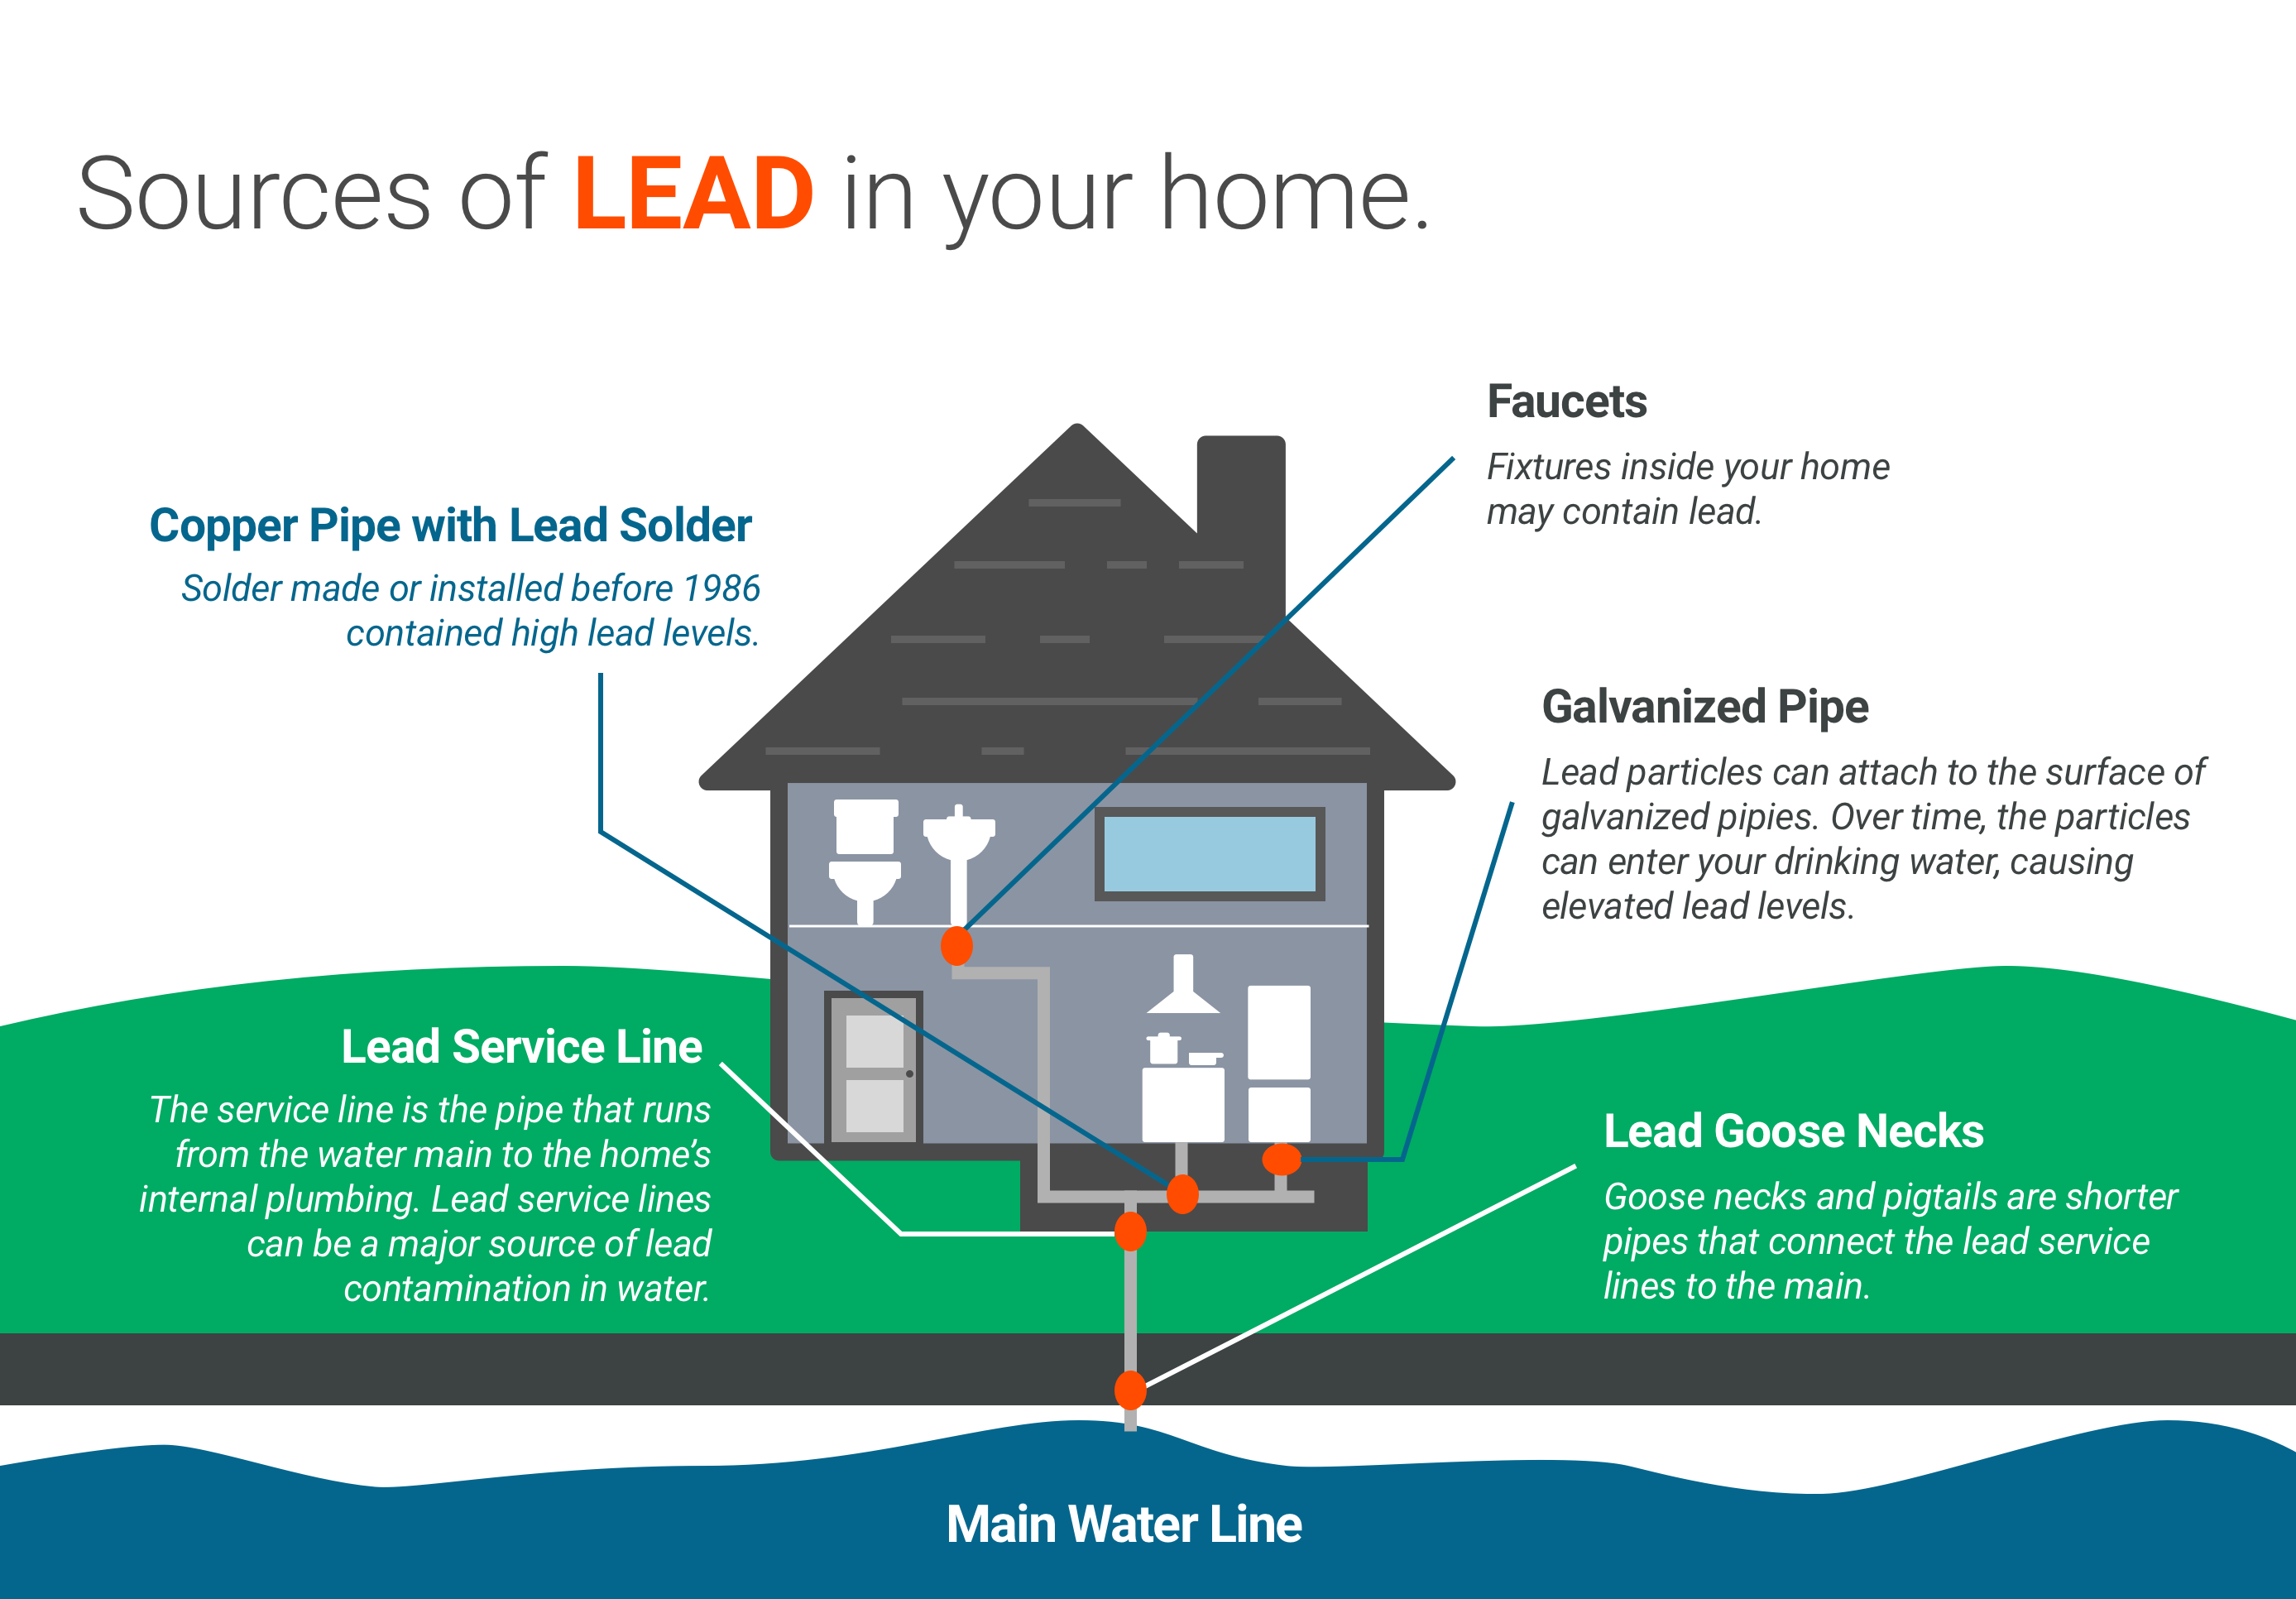 Sources of LEAD in your home.
Faucets
Fixtures inside your home
may contain lead.
Copper Pipe with Lead Solder
Solder made or installed before 1986
contained high lead levels.
Galvanized Pipe
Lead particles can attach to the surface of
galvanized pipies. Over time, the particles
can enter your drinking water, causing
elevated lead levels.
Lead Service Line
The service line is the pipe that runs
from the water main to the home’s
internal plumbing. Lead service lines
can be a major source of lead
contamination in water.
Lead Goose Necks
Goose necks and pigtails are shorter
pipes that connect the lead service
lines to the main.
Main Water Line